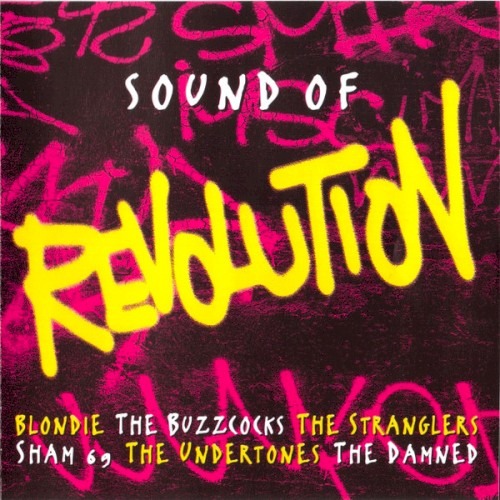 SOUND OF
REVOLUTION
BLONDIE THE BUZZCOCKS THE STRANGLERS
SHAM 69 THE UNDERTONES THE DAMNED